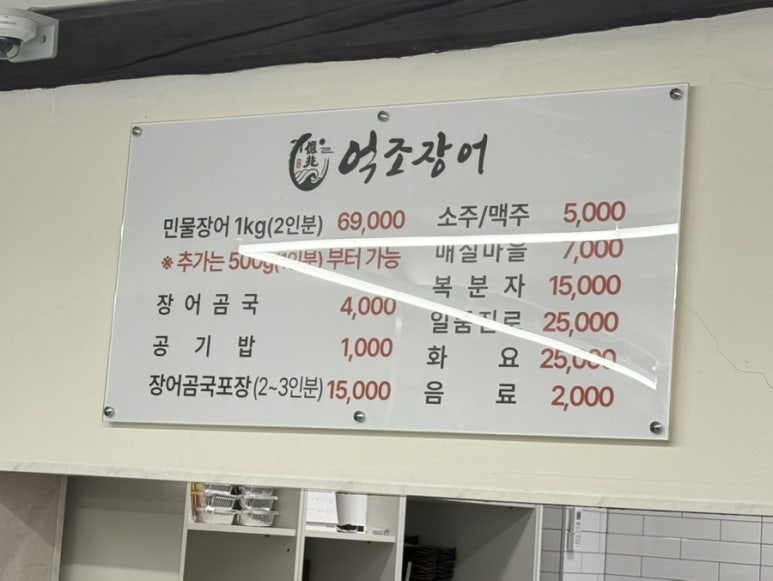 億兆 억조장어
민물장어 1kg(2인분) 69,000
※ 추가는 500g(1인분) 부터 가능
장어곰국 4,000
공기밥 1,000
장어곰국포장(2~3인분) 15,000
소주/맥주 5,000
매실마을 7,000
복분자 15,000
일품진로 25,000
화요 25,000
음료 2,000